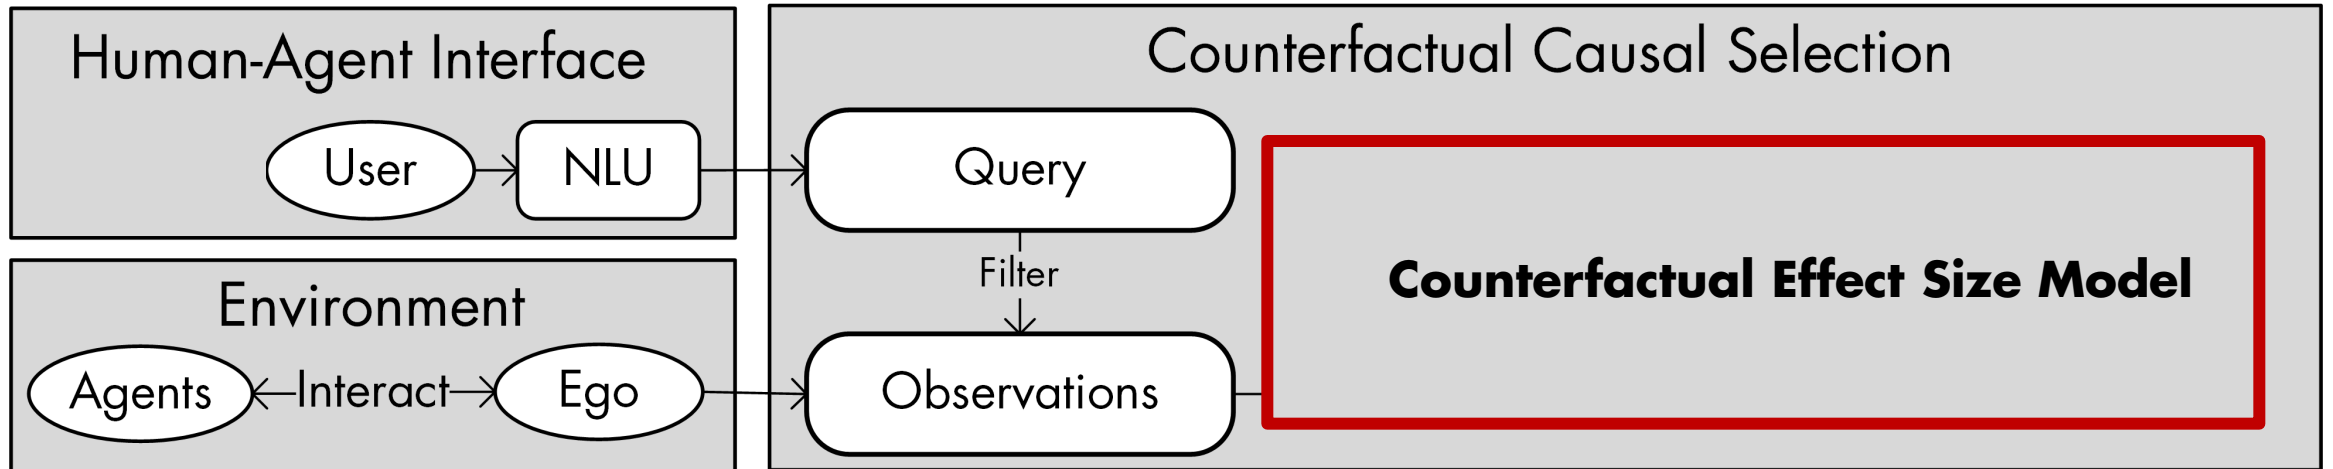 Human-Agent Interface
User
NLU
Environment
Agents
Interact
Ego
Counterfactual Causal Selection
Query
Filter
Observations
Counterfactual Effect Size Model